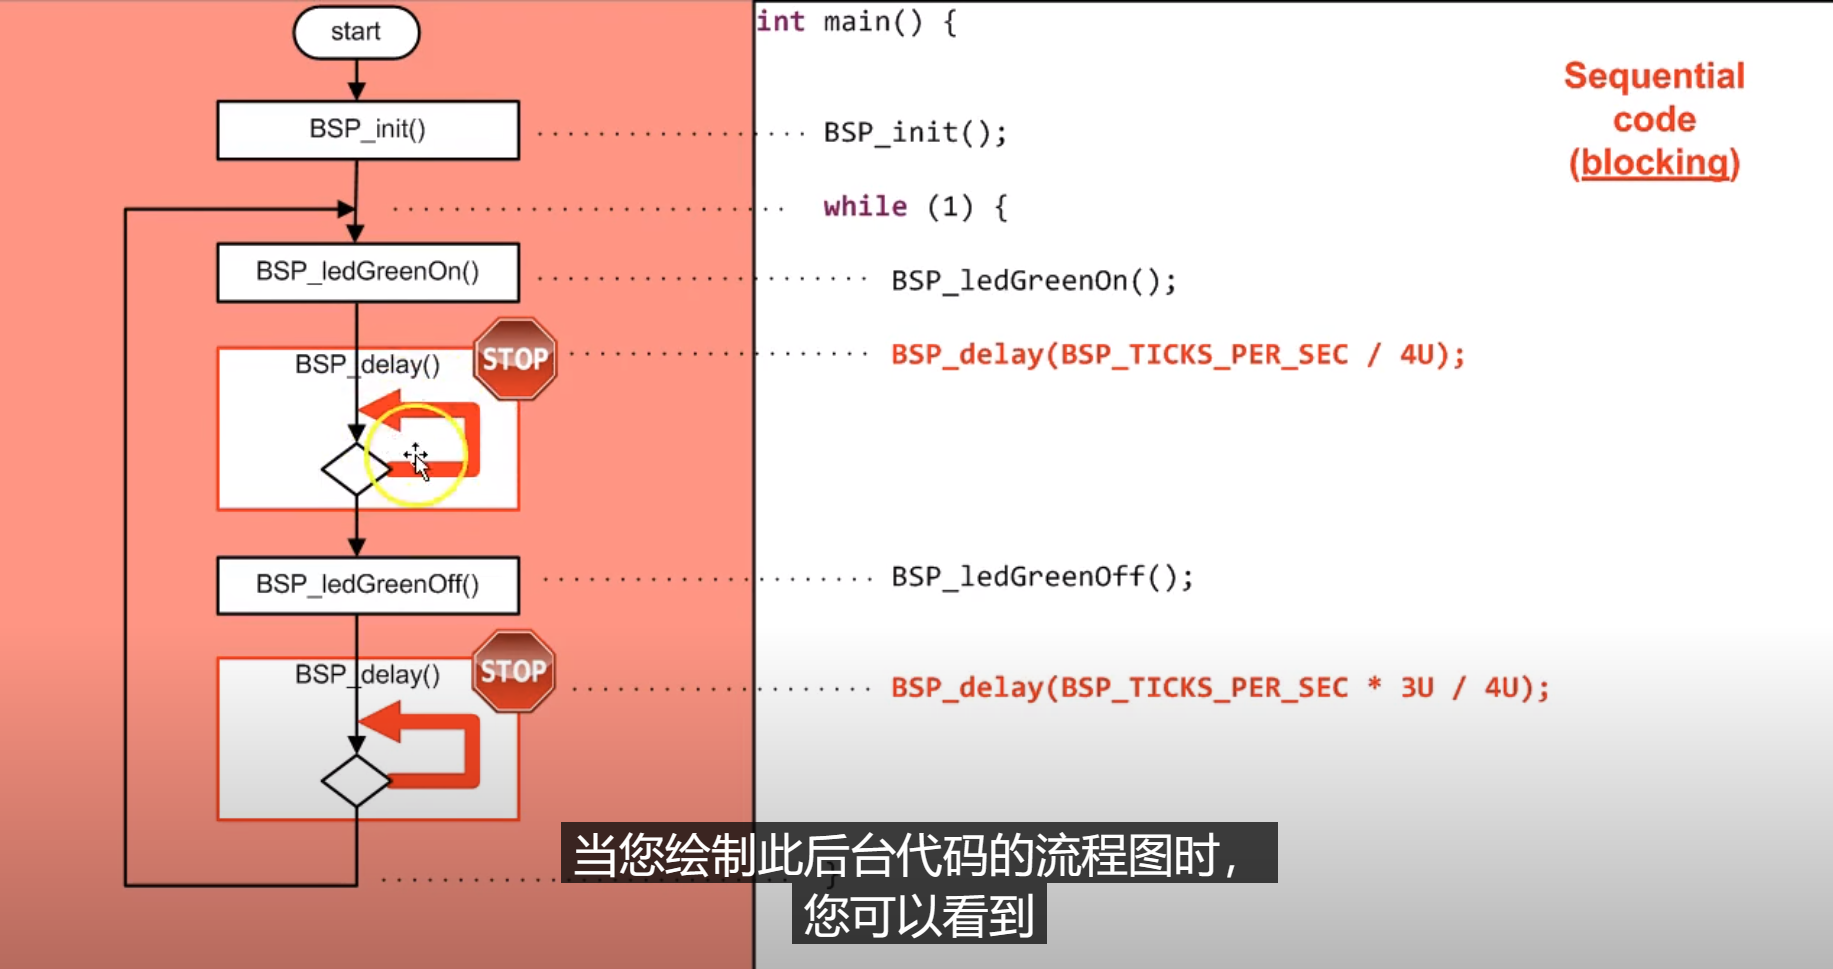 start
BSP_init()
BSP_ledGreenOn()
BSP_delay()
STOP
BSP_ledGreenOff()
BSP_delay()
STOP
int main() {
BSP_init();
while (1) {
BSP_ledGreenOn();
BSP_delay(BSP_TICKS_PER_SEC / 4U);
BSP_ledGreenOff();
BSP_delay(BSP_TICKS_PER_SEC * 3U / 4U);
}
Sequential
code
(blocking)
当您绘制此后台代码的流程图时，
您可以看到